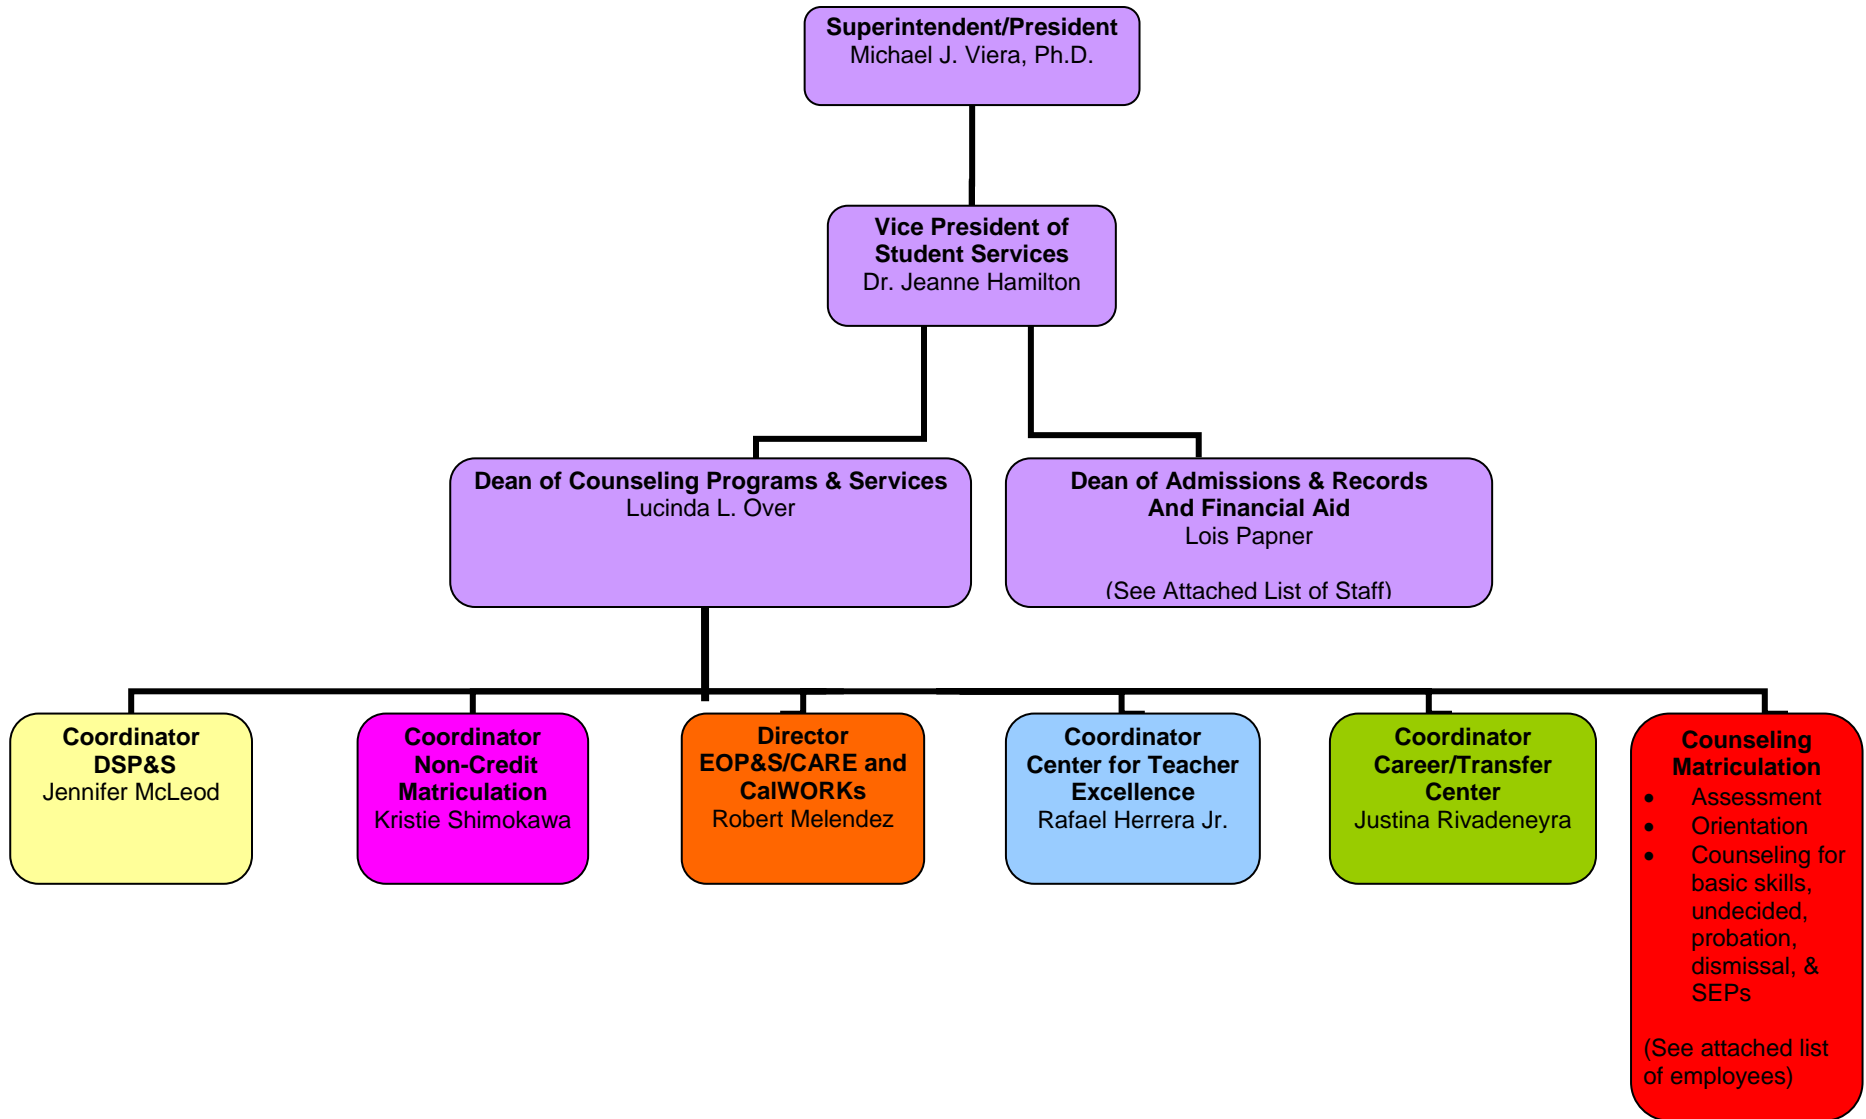 Superintendent/President
Michael J. Viera, Ph.D.
Vice President of
Student Services
Dr. Jeanne Hamilton
Dean of Counseling Programs & Services
Lucinda L. Over
Dean of Admissions & Records
And Financial Aid
Lois Papner
(See Attached List of Staff)
Coordinator
DSP&S
Jennifer McLeod
Coordinator
Non-Credit
Matriculation
Kristie Shimokawa
Director
EOP&S/CARE and
CalWORKs
Robert Melendez
Coordinator
Center for Teacher
Excellence
Rafael Herrera Jr.
Coordinator
Career/Transfer
Center
Justina Rivadeneyra
Counseling
Matriculation
• Assessment
• Orientation
• Counseling for
basic skills,
undecided,
probation,
dismissal, &
SEPs
(See attached list
of employees)